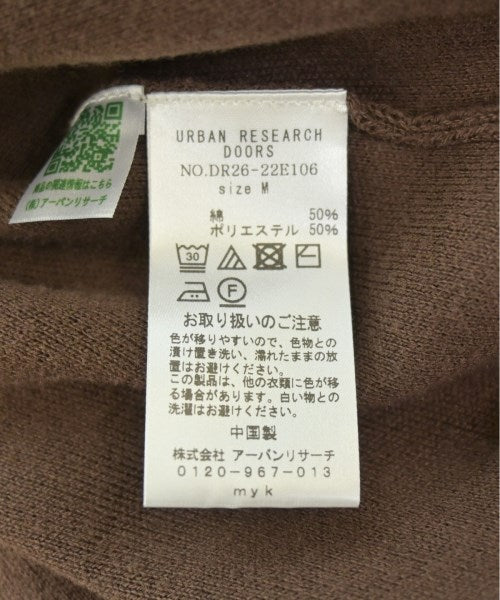 URBAN RESEARCH
DOORS
NO.DR26-22E106
size M
綿 50%
ポリエステル 50%
30
F
お取り扱いのご注意
色が移りやすいので、色物との
漬け置き洗い、濡れたままの放
置はお避けください。
この製品は、他の衣類に色が移
る場合があります。白い物との
洗濯はお避けください。
中国製
株式会社 アーバンリサーチ
0120-967-013
myk
商品の関連情報はこちら
(株)アーバンリサーチ